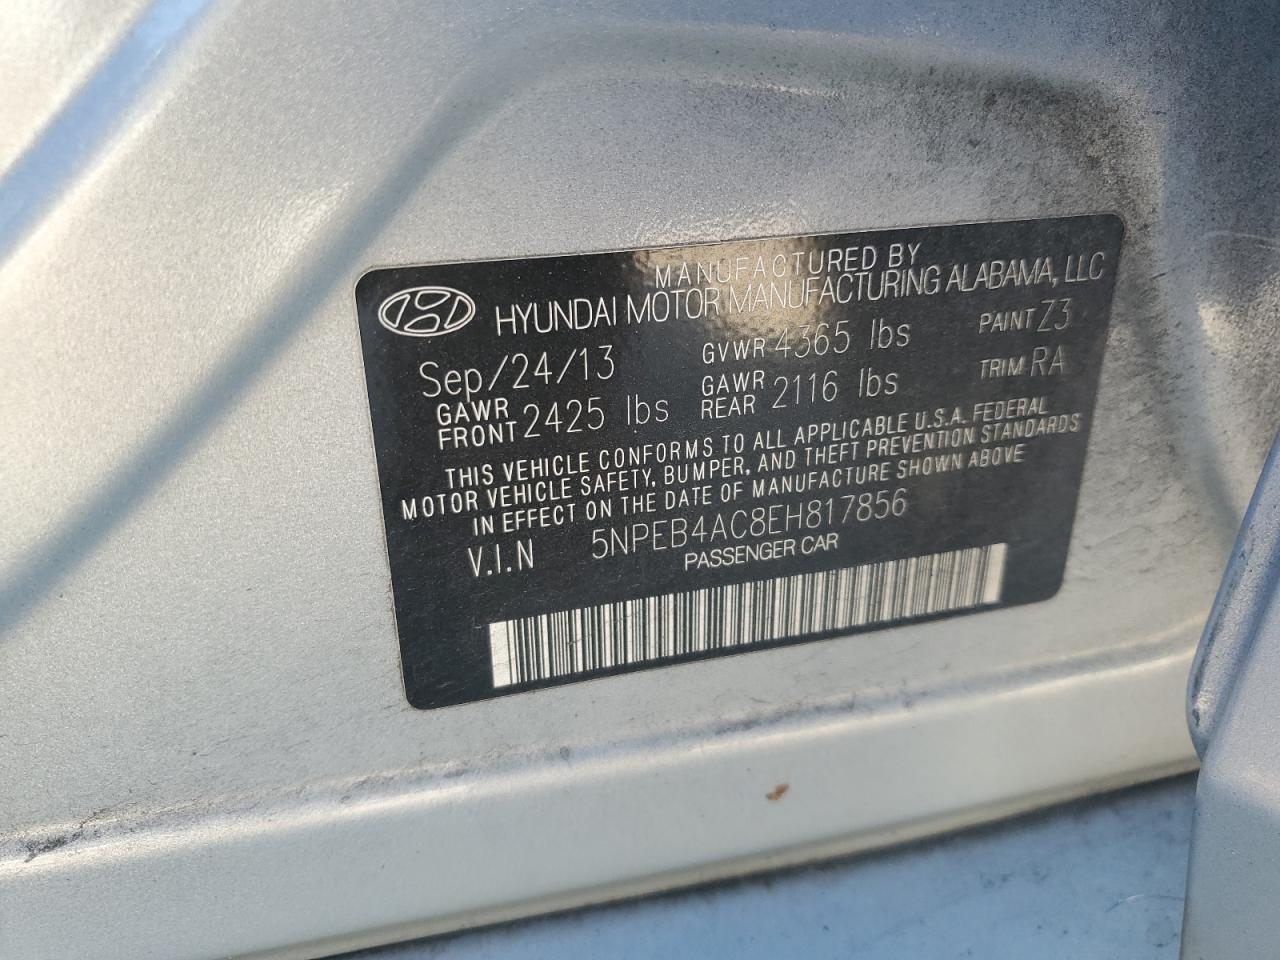 MANUFACTURED BY
HYUNDAI MOTOR MANUFACTURING ALABAMA, LLC
Sep/24/13 GVWR 4365 lbs PAINT Z3
GAWR FRONT 2425 lbs GAWR REAR 2116 lbs TRIM RA
THIS VEHICLE CONFORMS TO ALL APPLICABLE U.S.A. FEDERAL
MOTOR VEHICLE SAFETY, BUMPER, AND THEFT PREVENTION STANDARDS
IN EFFECT ON THE DATE OF MANUFACTURE SHOWN ABOVE
V.I.N 5NPEB4AC8EH817856
PASSENGER CAR